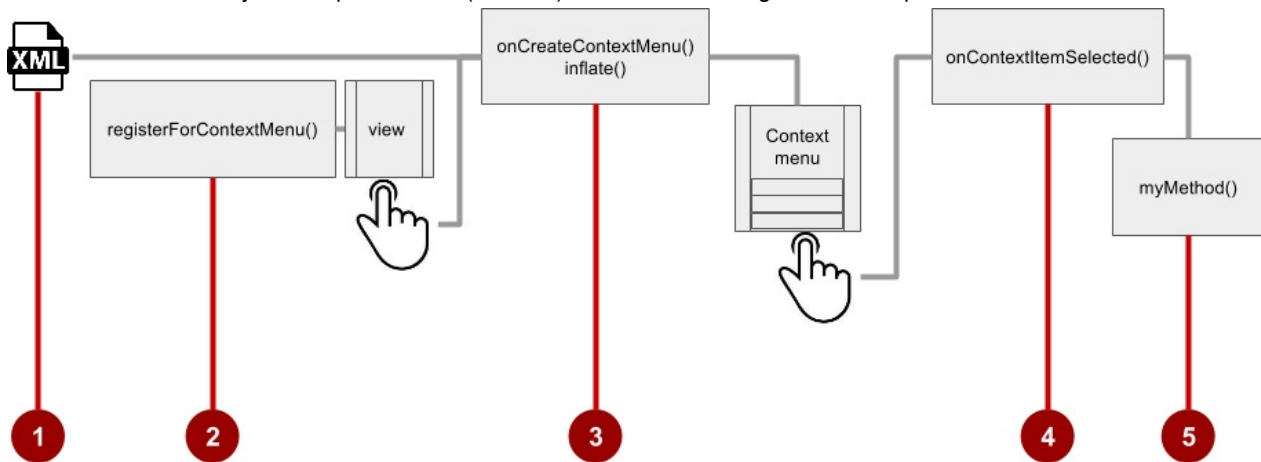 XML
onCreateContextMenu()
inflate()
onContextItemSelected()
registerForContextMenu()
view
Context
menu
myMethod()
1
2
3
4
5